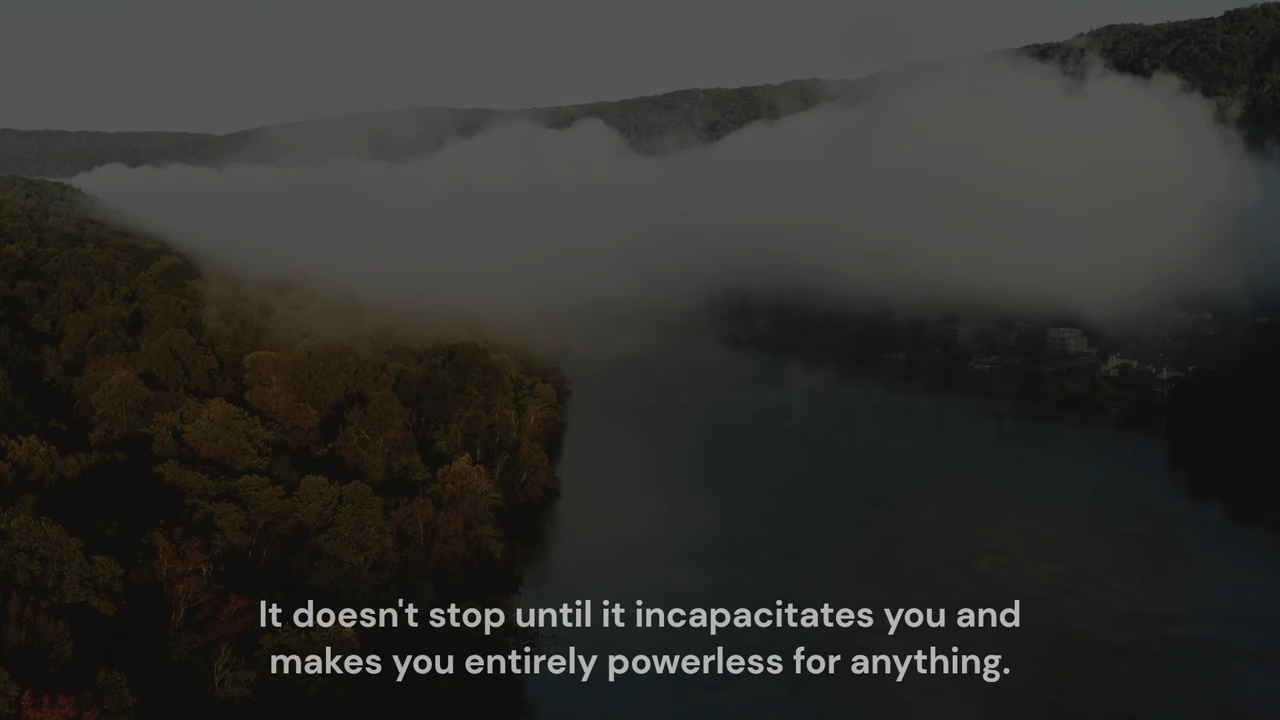 It doesn't stop until it incapacitates you and
makes you entirely powerless for anything.